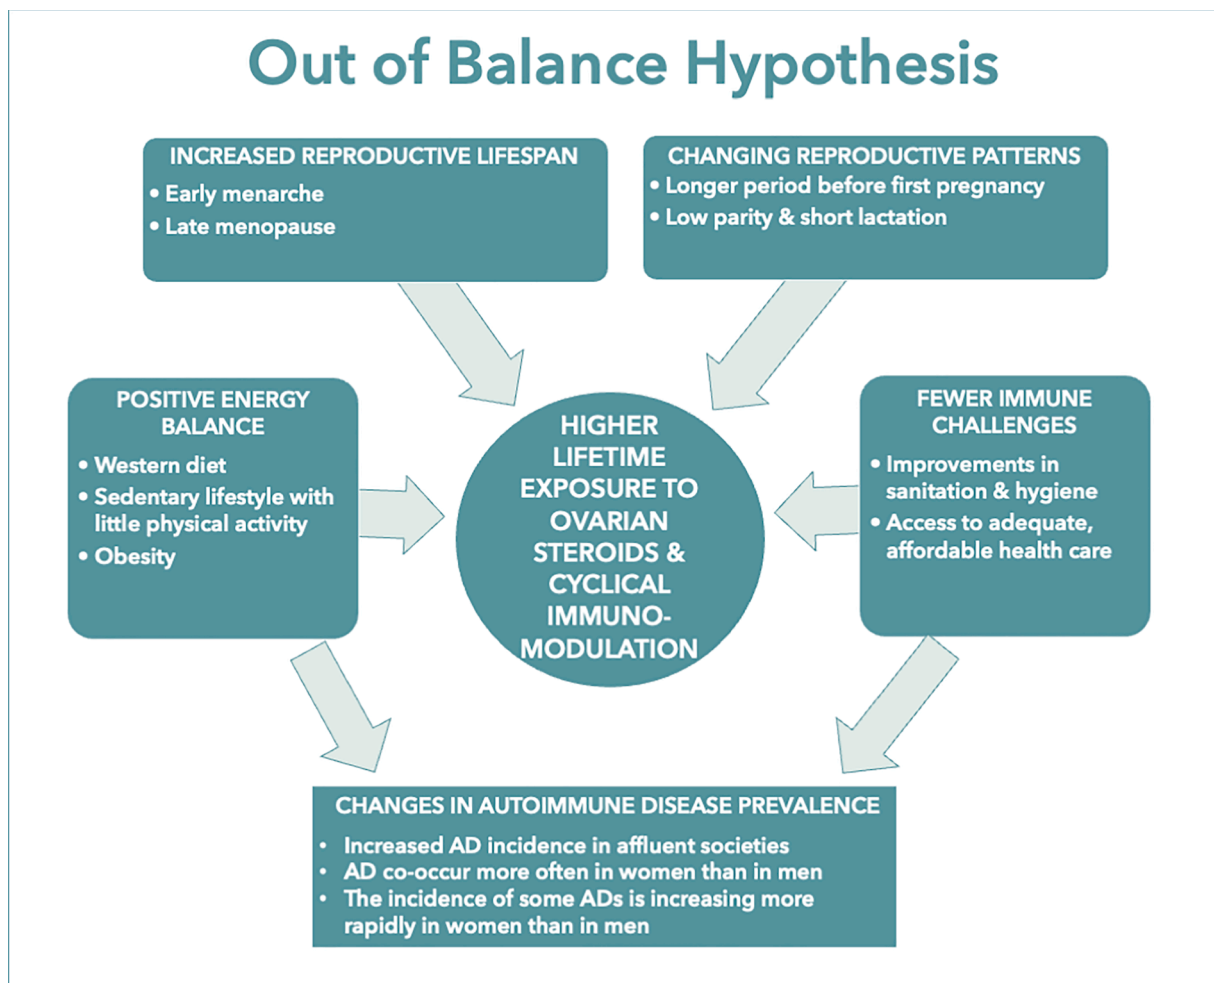 Out of Balance Hypothesis
INCREASED REPRODUCTIVE LIFESPAN
• Early menarche
• Late menopause
CHANGING REPRODUCTIVE PATTERNS
• Longer period before first pregnancy
• Low parity & short lactation
POSITIVE ENERGY
BALANCE
• Western diet
• Sedentary lifestyle with
little physical activity
• Obesity
HIGHER
LIFETIME
EXPOSURE TO
OVARIAN
STEROIDS &
CYCLICAL
IMMUNO-
MODULATION
FEWER IMMUNE
CHALLENGES
• Improvements in
sanitation & hygiene
• Access to adequate,
affordable health care
CHANGES IN AUTOIMMUNE DISEASE PREVALENCE
• Increased AD incidence in affluent societies
• AD co-occur more often in women than in men
• The incidence of some ADs is increasing more
rapidly in women than in men